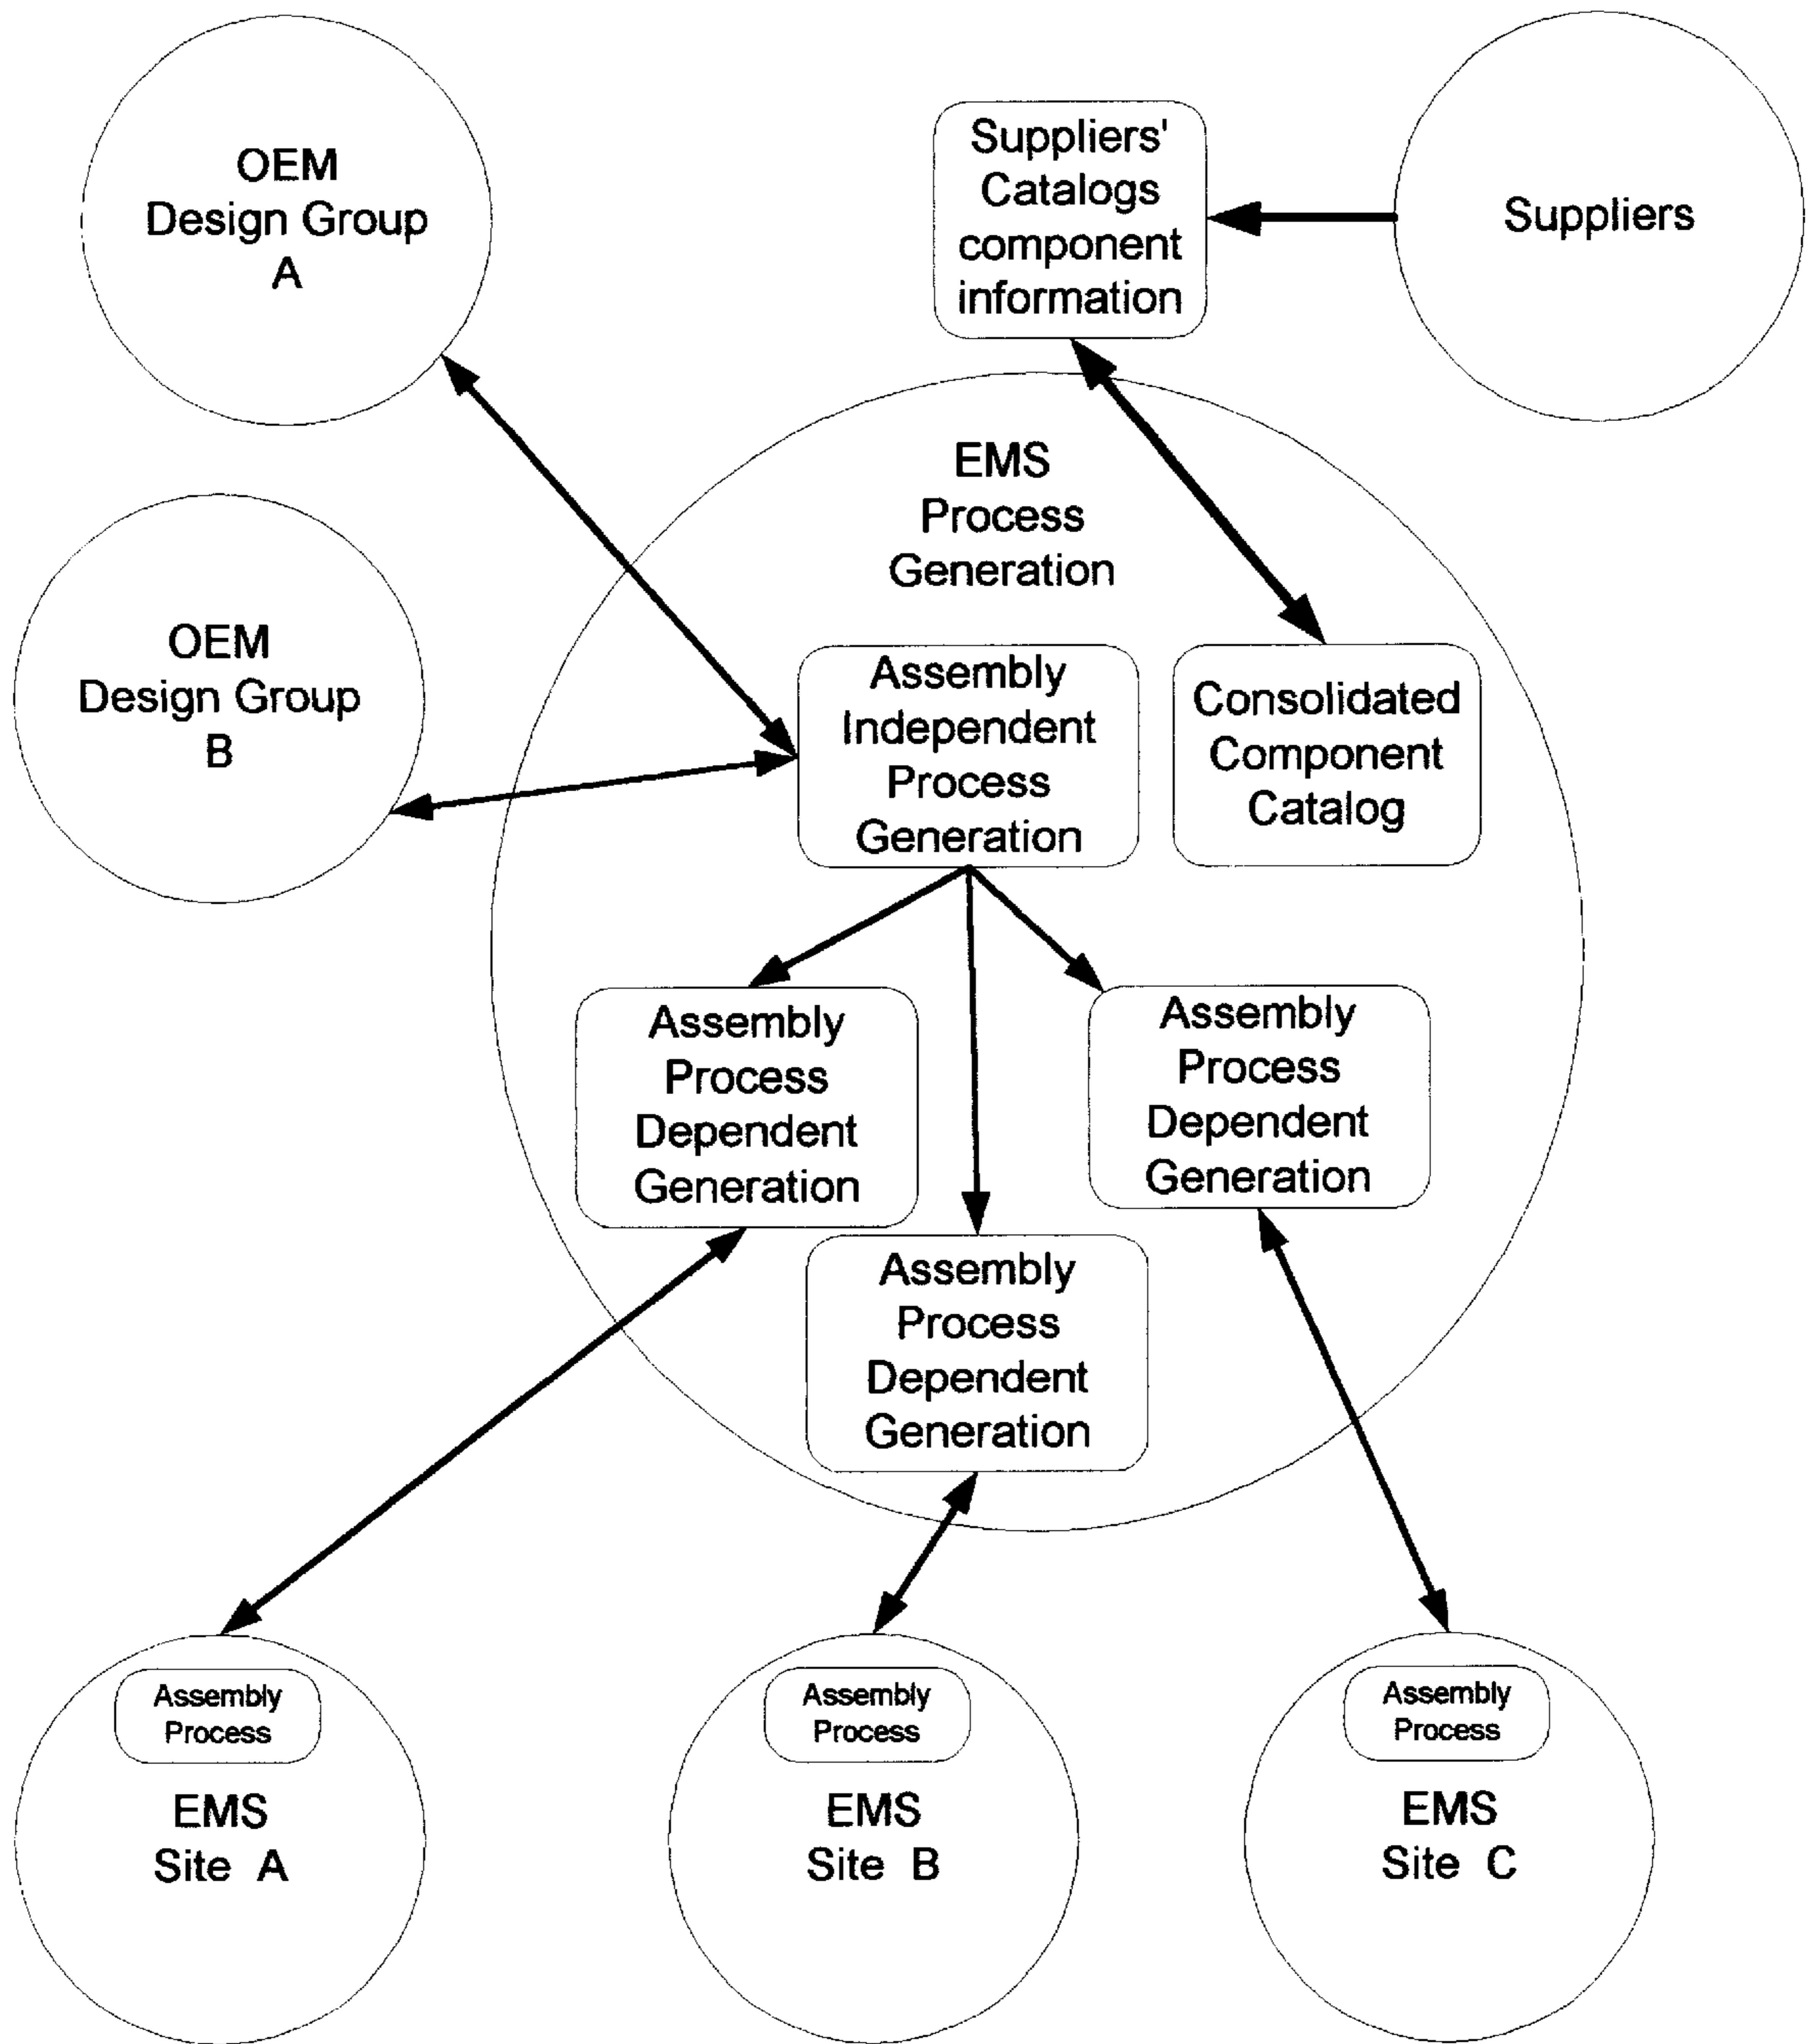 OEM
Design Group
A
Suppliers'
Catalogs
component
information
Suppliers
EMS
Process
Generation
OEM
Design Group
B
Assembly
Independent
Process
Generation
Consolidated
Component
Catalog
Assembly
Process
Dependent
Generation
Assembly
Process
Dependent
Generation
Assembly
Process
Dependent
Generation
Assembly
Process
EMS
Site A
Assembly
Process
EMS
Site B
Assembly
Process
EMS
Site C